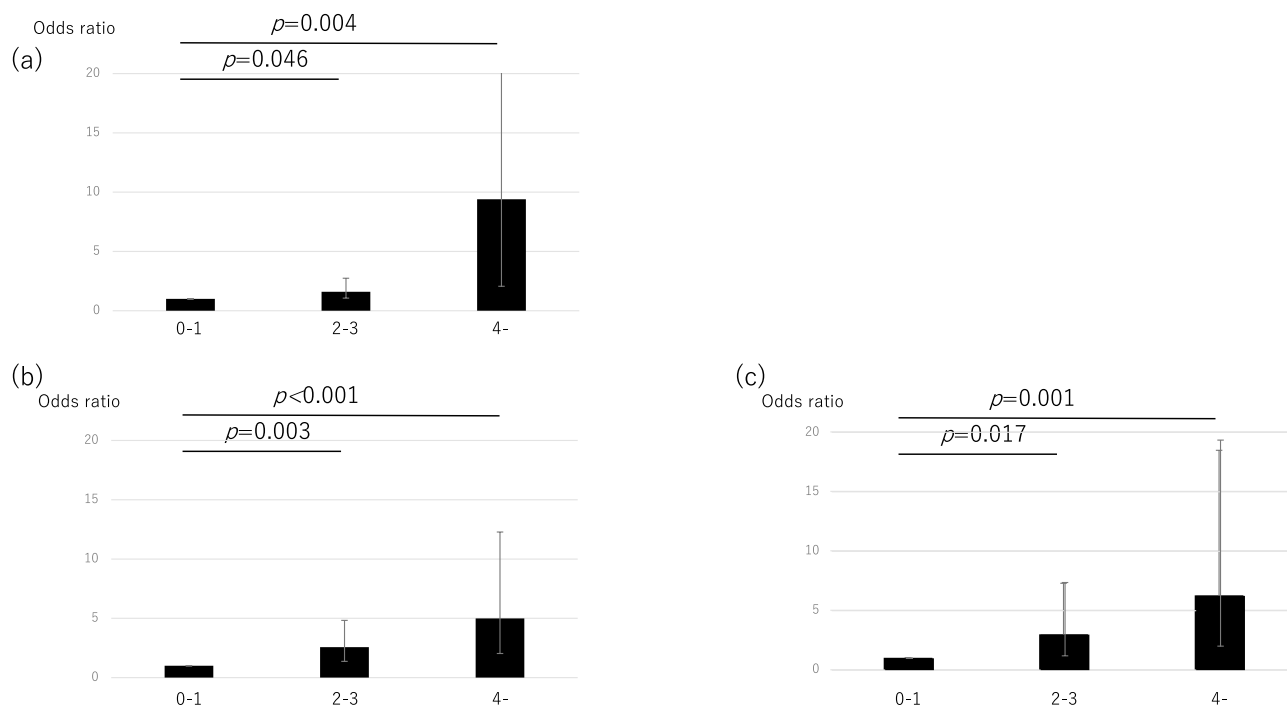 Odds ratio
p=0.004
(a)
p=0.046
20
15
10
5
0
0-1 2-3 4-
(b)
Odds ratio
p<0.001
p=0.003
20
15
10
5
0
0-1 2-3 4-
(c)
Odds ratio
p=0.001
p=0.017
20
15
10
5
0
0-1 2-3 4-